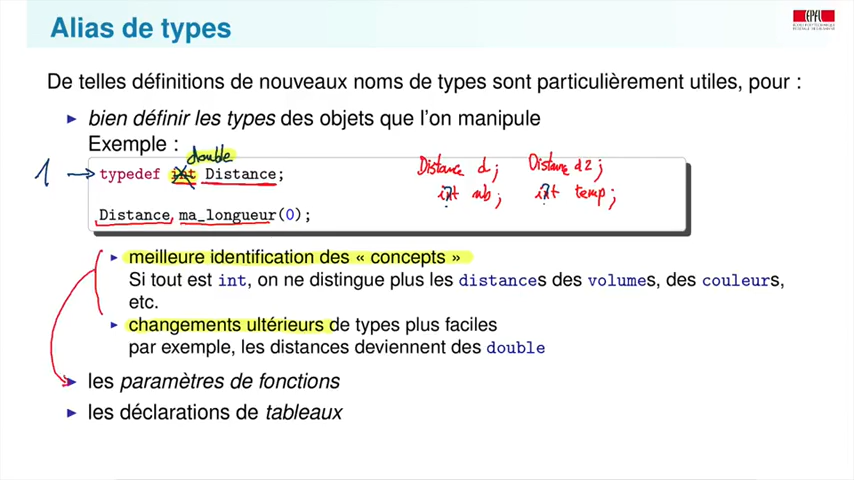 Alias de types
EPFL
De telles définitions de nouveaux noms de types sont particulièrement utiles, pour :
bien définir les types des objets que l'on manipule
Exemple :
double
1 → typedef int Distance;
Distance d; Distance d2;
int nb; int temp;
Distance ma_longueur(0);
meilleure identification des « concepts »
Si tout est int, on ne distingue plus les distances des volumes, des couleurs,
etc.
changements ultérieurs de types plus faciles
par exemple, les distances deviennent des double
les paramètres de fonctions
les déclarations de tableaux